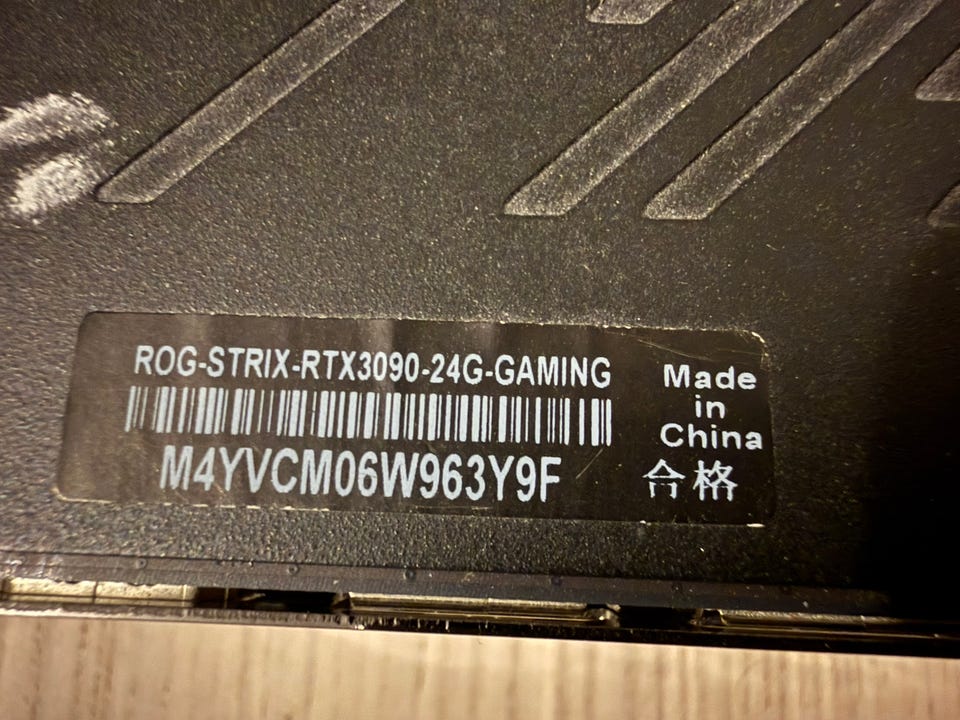 ROG-STRIX-RTX3090-24G-GAMING
M4YVCM06W963Y9F
Made
in
China
合格